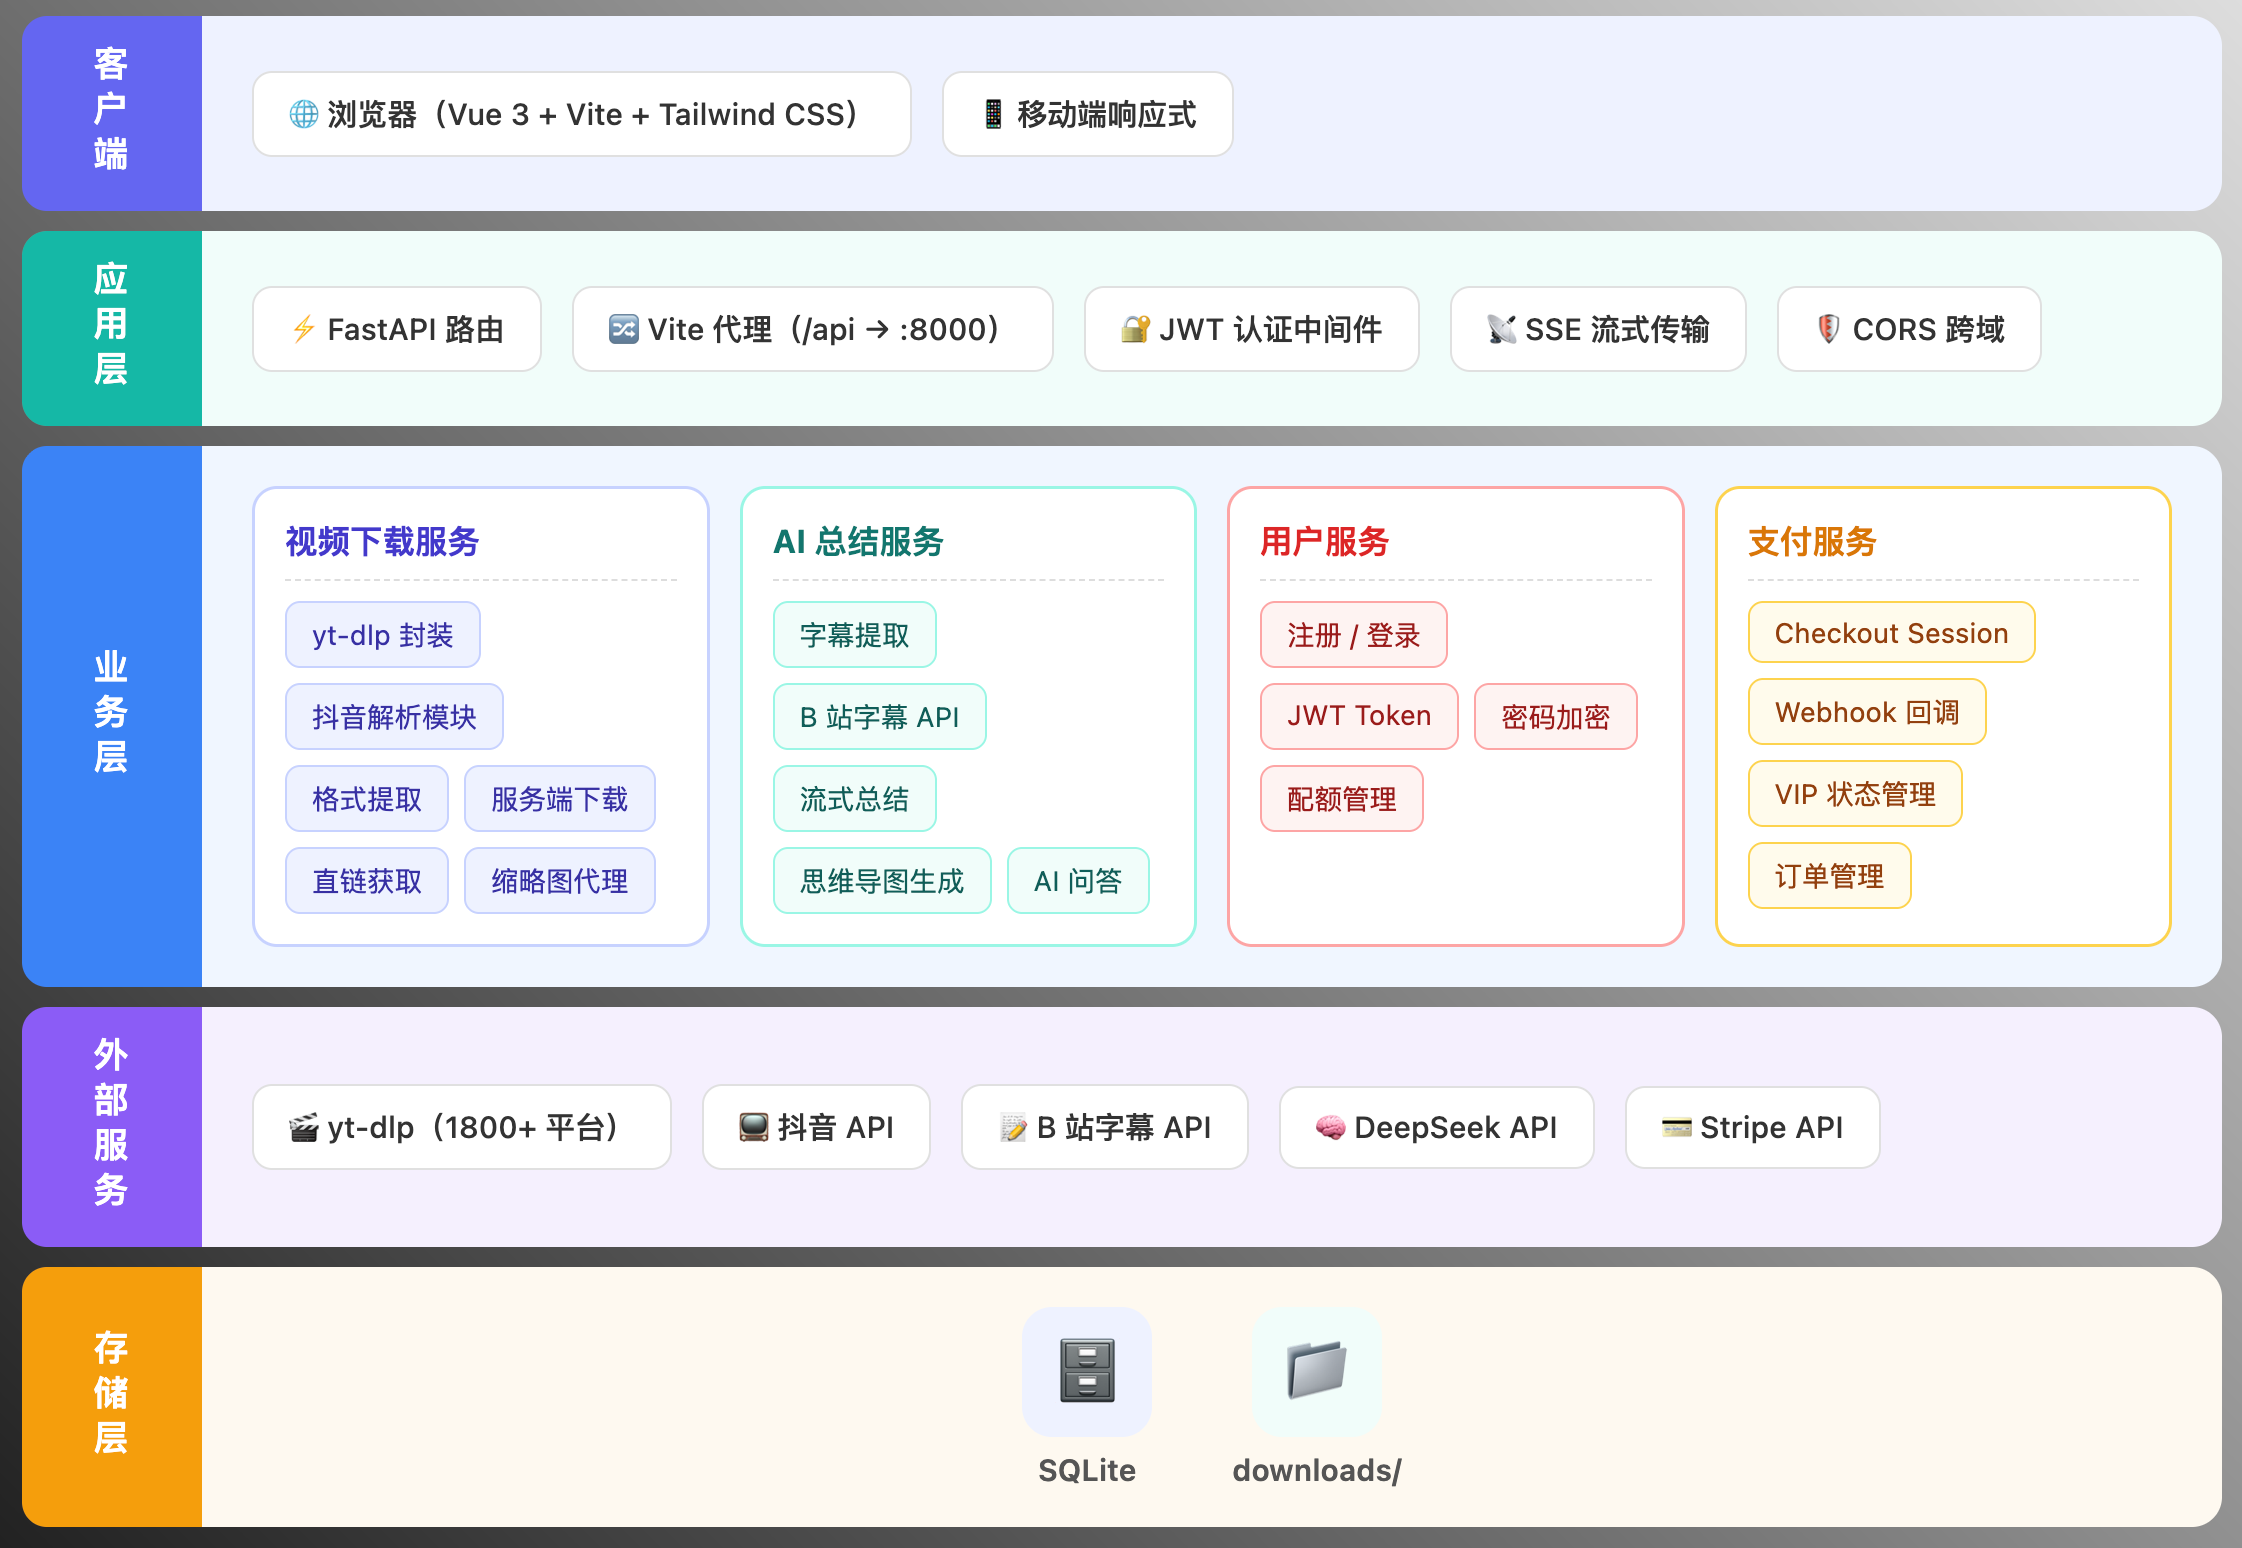 客户端
浏览器（Vue 3 + Vite + Tailwind CSS）
移动端响应式
应用层
FastAPI 路由
Vite 代理（/api → :8000）
JWT 认证中间件
SSE 流式传输
CORS 跨域
业务层
视频下载服务
yt-dlp 封装
抖音解析模块
格式提取
服务端下载
直链获取
缩略图代理
AI 总结服务
字幕提取
B 站字幕 API
流式总结
思维导图生成
AI 问答
用户服务
注册 / 登录
JWT Token
密码加密
配额管理
支付服务
Checkout Session
Webhook 回调
VIP 状态管理
订单管理
外部服务
yt-dlp（1800+ 平台）
抖音 API
B 站字幕 API
DeepSeek API
Stripe API
存储层
SQLite
downloads/